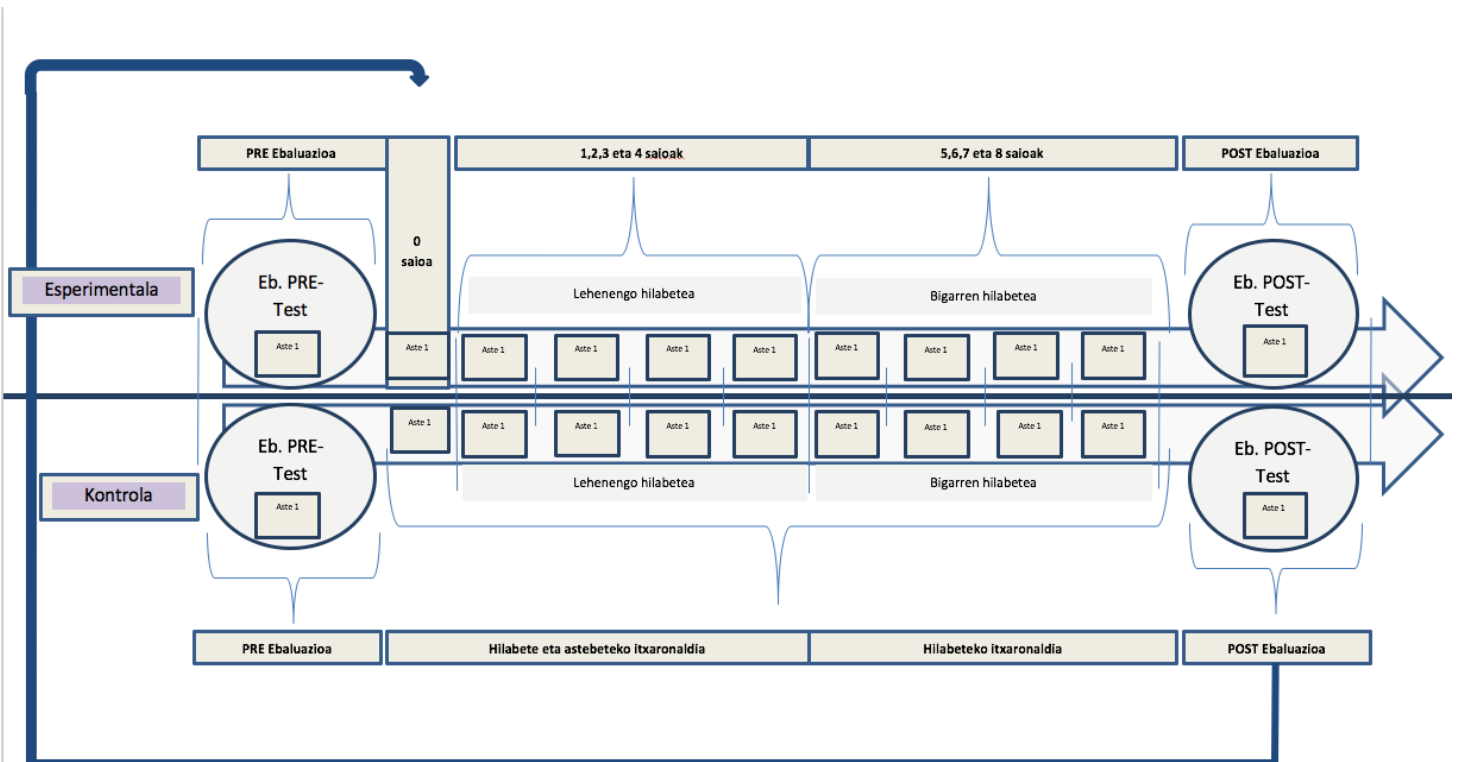 PRE Ebaluazioa
1,2,3 eta 4 saioak
5,6,7 eta 8 saioak
POST Ebaluazioa
0
saioa
Esperimentala
Eb. PRE-
Test
Aste 1
Lehenengo hilabetea
Bigarren hilabetea
Eb. POST-
Test
Aste 1
Aste 1
Aste 1
Aste 1
Aste 1
Aste 1
Aste 1
Aste 1
Aste 1
Aste 1
Aste 1
Kontrola
Eb. PRE-
Test
Aste 1
Aste 1
Aste 1
Aste 1
Aste 1
Aste 1
Aste 1
Aste 1
Aste 1
Aste 1
Lehenengo hilabetea
Bigarren hilabetea
Eb. POST-
Test
Aste 1
PRE Ebaluazioa
Hilabete eta astebeteko itxaronaldia
Hilabeteko itxaronaldia
POST Ebaluazioa